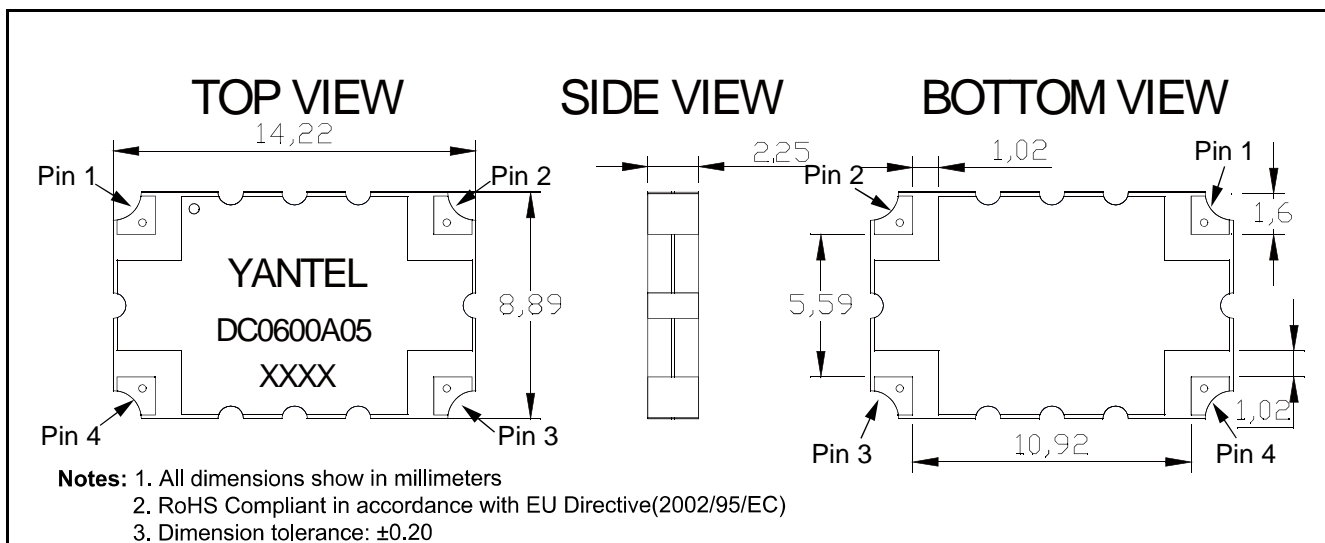 TOP VIEW
SIDE VIEW
BOTTOM VIEW
14,22
2,25
1,02
Pin 1
Pin 2
Pin 2
Pin 1
1,6
YANTEL
8,89
5,59
DC0600A05
XXXX
1,02
Pin 4
Pin 3
Pin 3
10,92
Pin 4
Notes: 1. All dimensions show in millimeters
2. RoHS Compliant in accordance with EU Directive(2002/95/EC)
3. Dimension tolerance: ±0.20